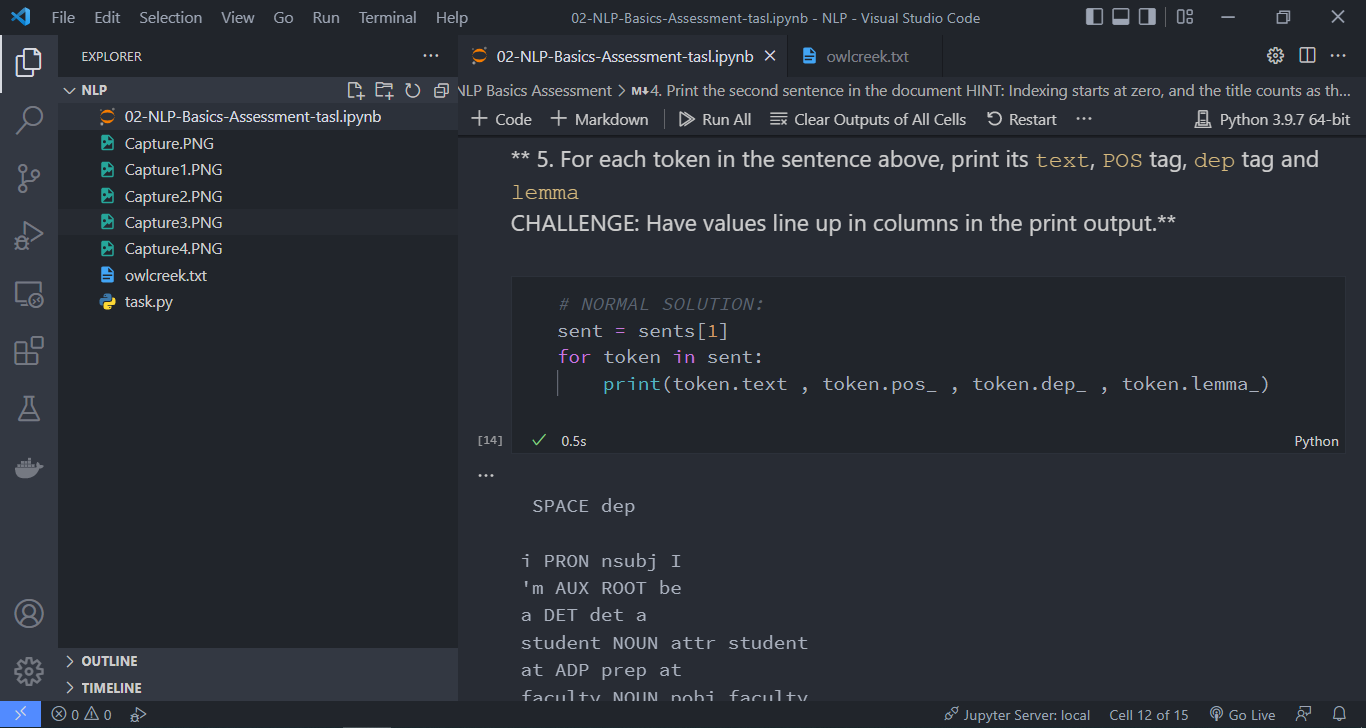 File Edit Selection View Go Run Terminal Help 02-NLP-Basics-Assessment-tasl.ipynb - NLP - Visual Studio Code
EXPLORER
NLP
02-NLP-Basics-Assessment-tasl.ipynb
Capture.PNG
Capture1.PNG
Capture2.PNG
Capture3.PNG
Capture4.PNG
owlcreek.txt
task.py
OUTLINE
TIMELINE
02-NLP-Basics-Assessment-tasl.ipynb owlcreek.txt
NLP Basics Assessment > M↓4. Print the second sentence in the document HINT: Indexing starts at zero, and the title counts as th...
+ Code + Markdown Run All Clear Outputs of All Cells Restart ... Python 3.9.7 64-bit
** 5. For each token in the sentence above, print its text, POS tag, dep tag and
lemma
CHALLENGE: Have values line up in columns in the print output.**
# NORMAL SOLUTION:
sent = sents[1]
for token in sent:
print(token.text , token.pos_ , token.dep_ , token.lemma_)
[14] 0.5s Python
...
SPACE dep
i PRON nsubj I
'm AUX ROOT be
a DET det a
student NOUN attr student
at ADP prep at
faculty NOUN pobj faculty
0 0 Jupyter Server: local Cell 12 of 15 Go Live